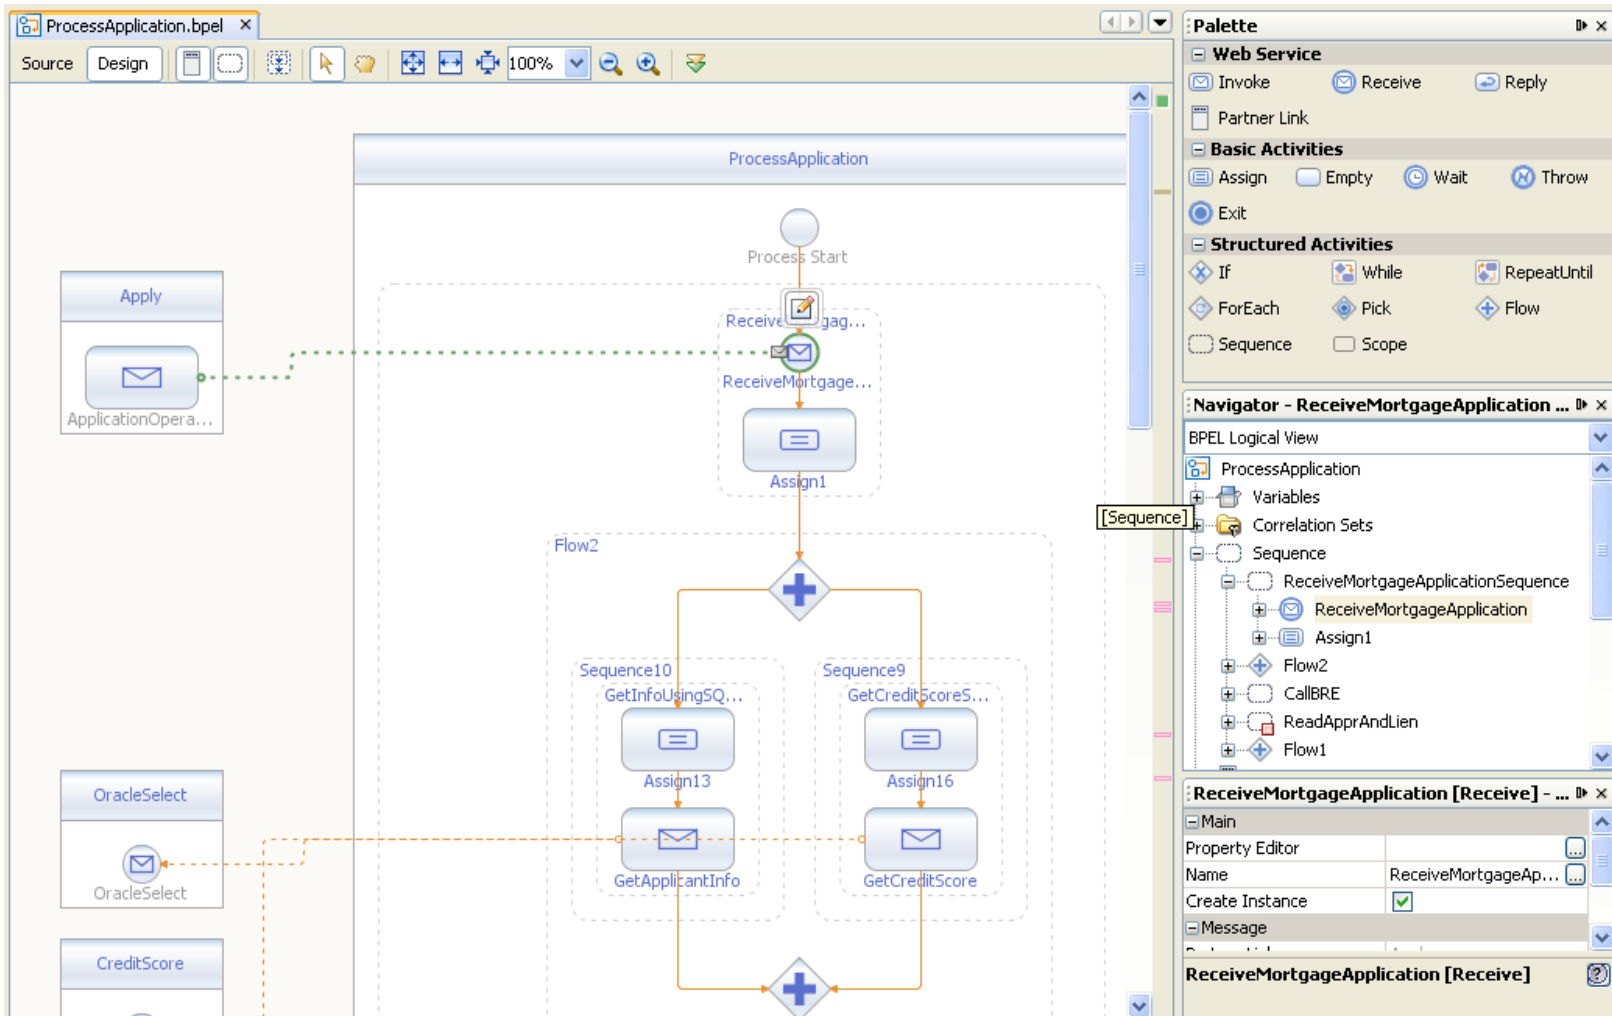 ProcessApplication.bpel
Source Design 100%
ProcessApplication
Process Start
Apply
ApplicationOpera...
Receive
gag...
ReceiveMortgage...
Assign1
Flow2
Sequence10
GetInfoUsingSQ...
Assign13
GetApplicantInfo
Sequence9
GetCreditScoreS...
Assign16
GetCreditScore
OracleSelect
OracleSelect
CreditScore
[Sequence]
Palette
Web Service
Invoke Receive Reply
Partner Link
Basic Activities
Assign Empty Wait Throw
Exit
Structured Activities
If While RepeatUntil
ForEach Pick Flow
Sequence Scope
Navigator - ReceiveMortgageApplication ...
BPEL Logical View
ProcessApplication
Variables
Correlation Sets
Sequence
ReceiveMortgageApplicationSequence
ReceiveMortgageApplication
Assign1
Flow2
CallBRE
ReadApprAndLien
Flow1
ReceiveMortgageApplication [Receive] - ...
Main
Property Editor ...
Name ReceiveMortgageAp... ...
Create Instance
Message
ReceiveMortgageApplication [Receive]